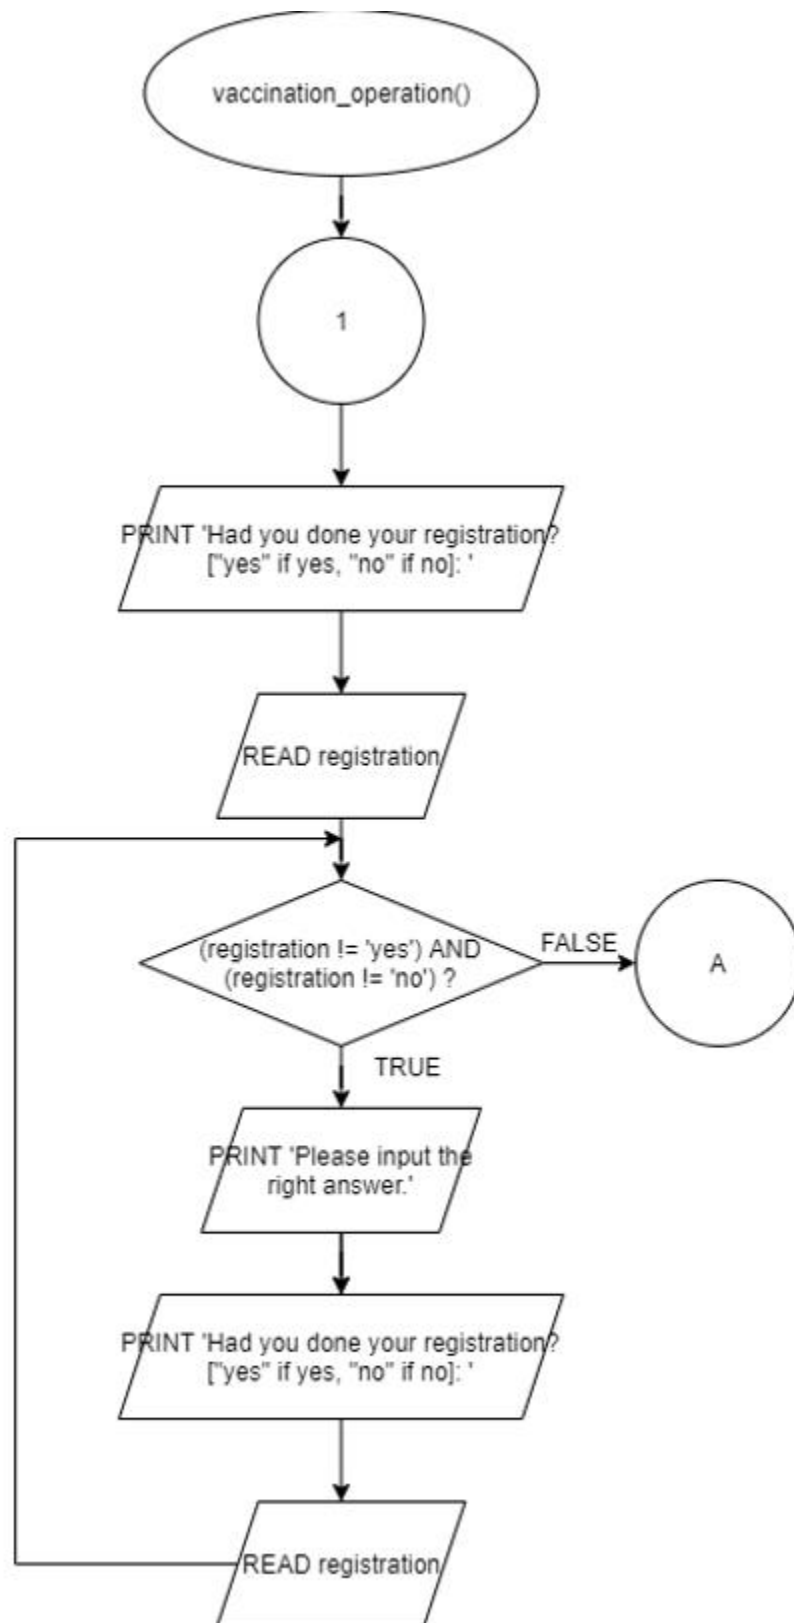 vaccination_operation()
1
PRINT 'Had you done your registration?
["yes" if yes, "no" if no]: '
READ registration
(registration != 'yes') AND
(registration != 'no') ?
FALSE
A
TRUE
PRINT 'Please input the
right answer.'
PRINT 'Had you done your registration?
["yes" if yes, "no" if no]: '
READ registration